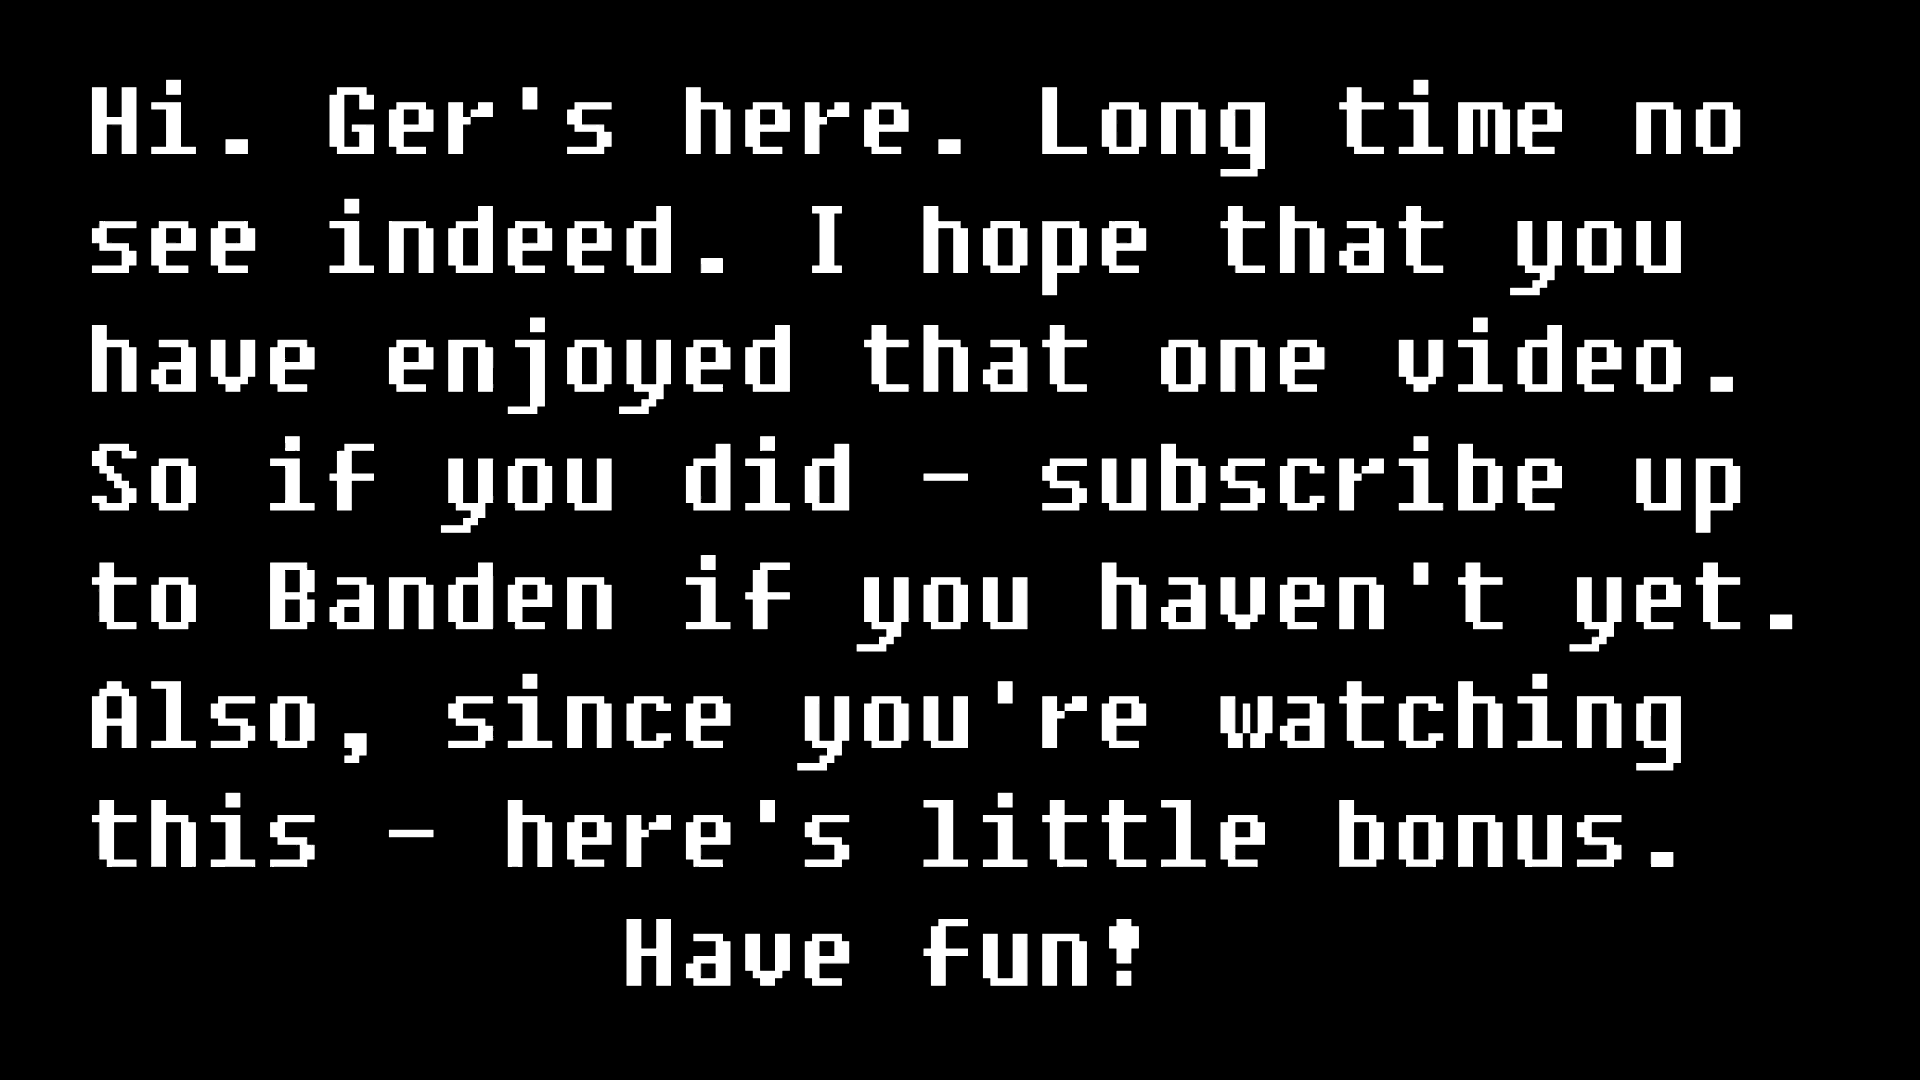 Hi. Ger's here. Long time no
see indeed. I hope that you
have enjoyed that one video.
So if you did - subscribe up
to Banden if you haven't yet.
Also, since you're watching
this - here's little bonus.
Have fun!